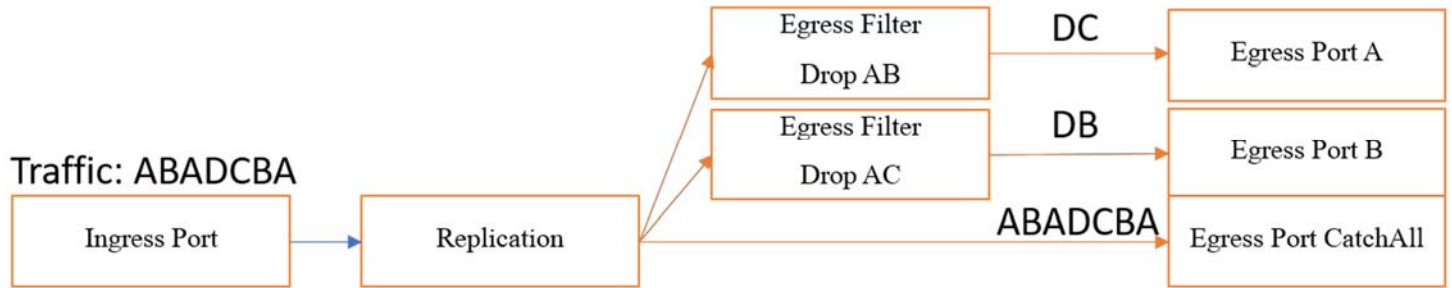 Egress Filter
Drop AB
DC
Egress Port A
Egress Filter
Drop AC
DB
Egress Port B
Traffic: ABADCBA
Ingress Port
Replication
ABADCBA
Egress Port CatchAll